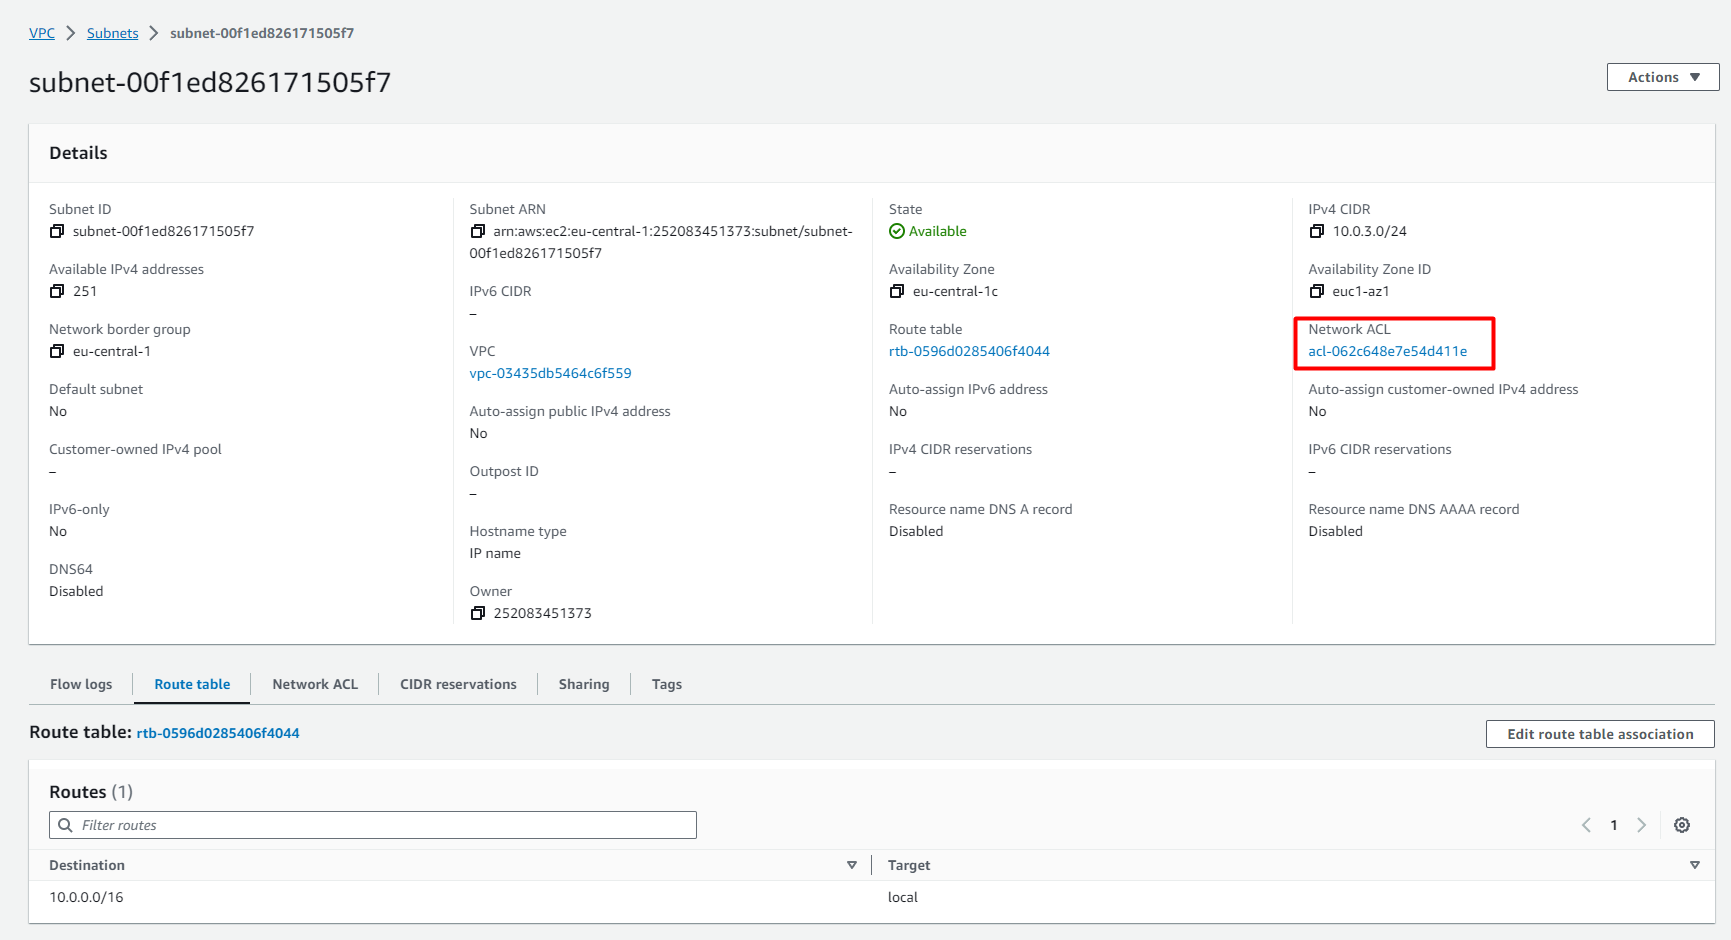 VPC > Subnets > subnet-00f1ed826171505f7
subnet-00f1ed826171505f7
Actions
Details
Subnet ID
subnet-00f1ed826171505f7
Available IPv4 addresses
251
Network border group
eu-central-1
Default subnet
No
Customer-owned IPv4 pool
–
IPv6-only
No
DNS64
Disabled
Subnet ARN
arn:aws:ec2:eu-central-1:252083451373:subnet/subnet-
00f1ed826171505f7
IPv6 CIDR
–
VPC
vpc-03435db5464c6f559
Auto-assign public IPv4 address
No
Outpost ID
–
Hostname type
IP name
Owner
252083451373
State
Available
Availability Zone
eu-central-1c
Route table
rtb-0596d0285406f4044
Auto-assign IPv6 address
No
IPv4 CIDR reservations
–
Resource name DNS A record
Disabled
IPv4 CIDR
10.0.3.0/24
Availability Zone ID
euc1-az1
Network ACL
acl-062c648e7e54d411e
Auto-assign customer-owned IPv4 address
No
IPv6 CIDR reservations
–
Resource name DNS AAAA record
Disabled
Flow logs Route table Network ACL CIDR reservations Sharing Tags
Route table: rtb-0596d0285406f4044
Edit route table association
Routes (1)
Filter routes
1
Destination Target
10.0.0.0/16 local